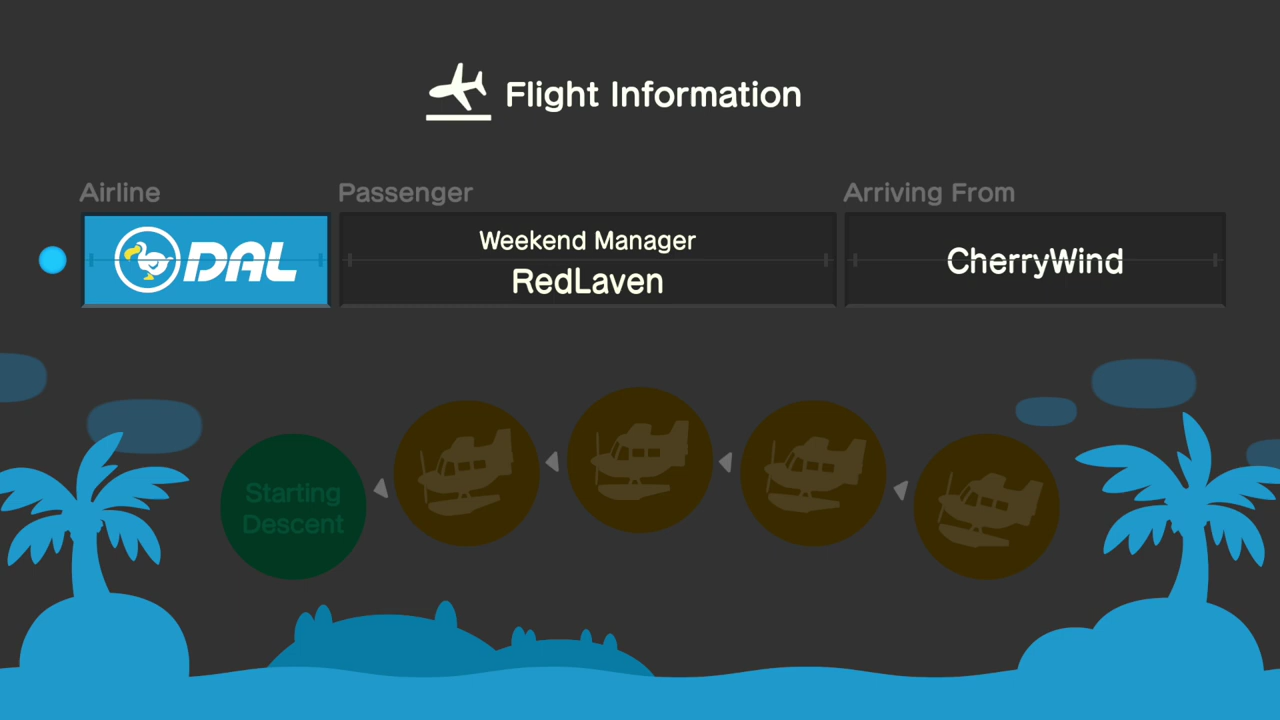 Flight Information
Airline
Passenger
Arriving From
DAL
Weekend Manager
RedLaven
CherryWind
Starting
Descent